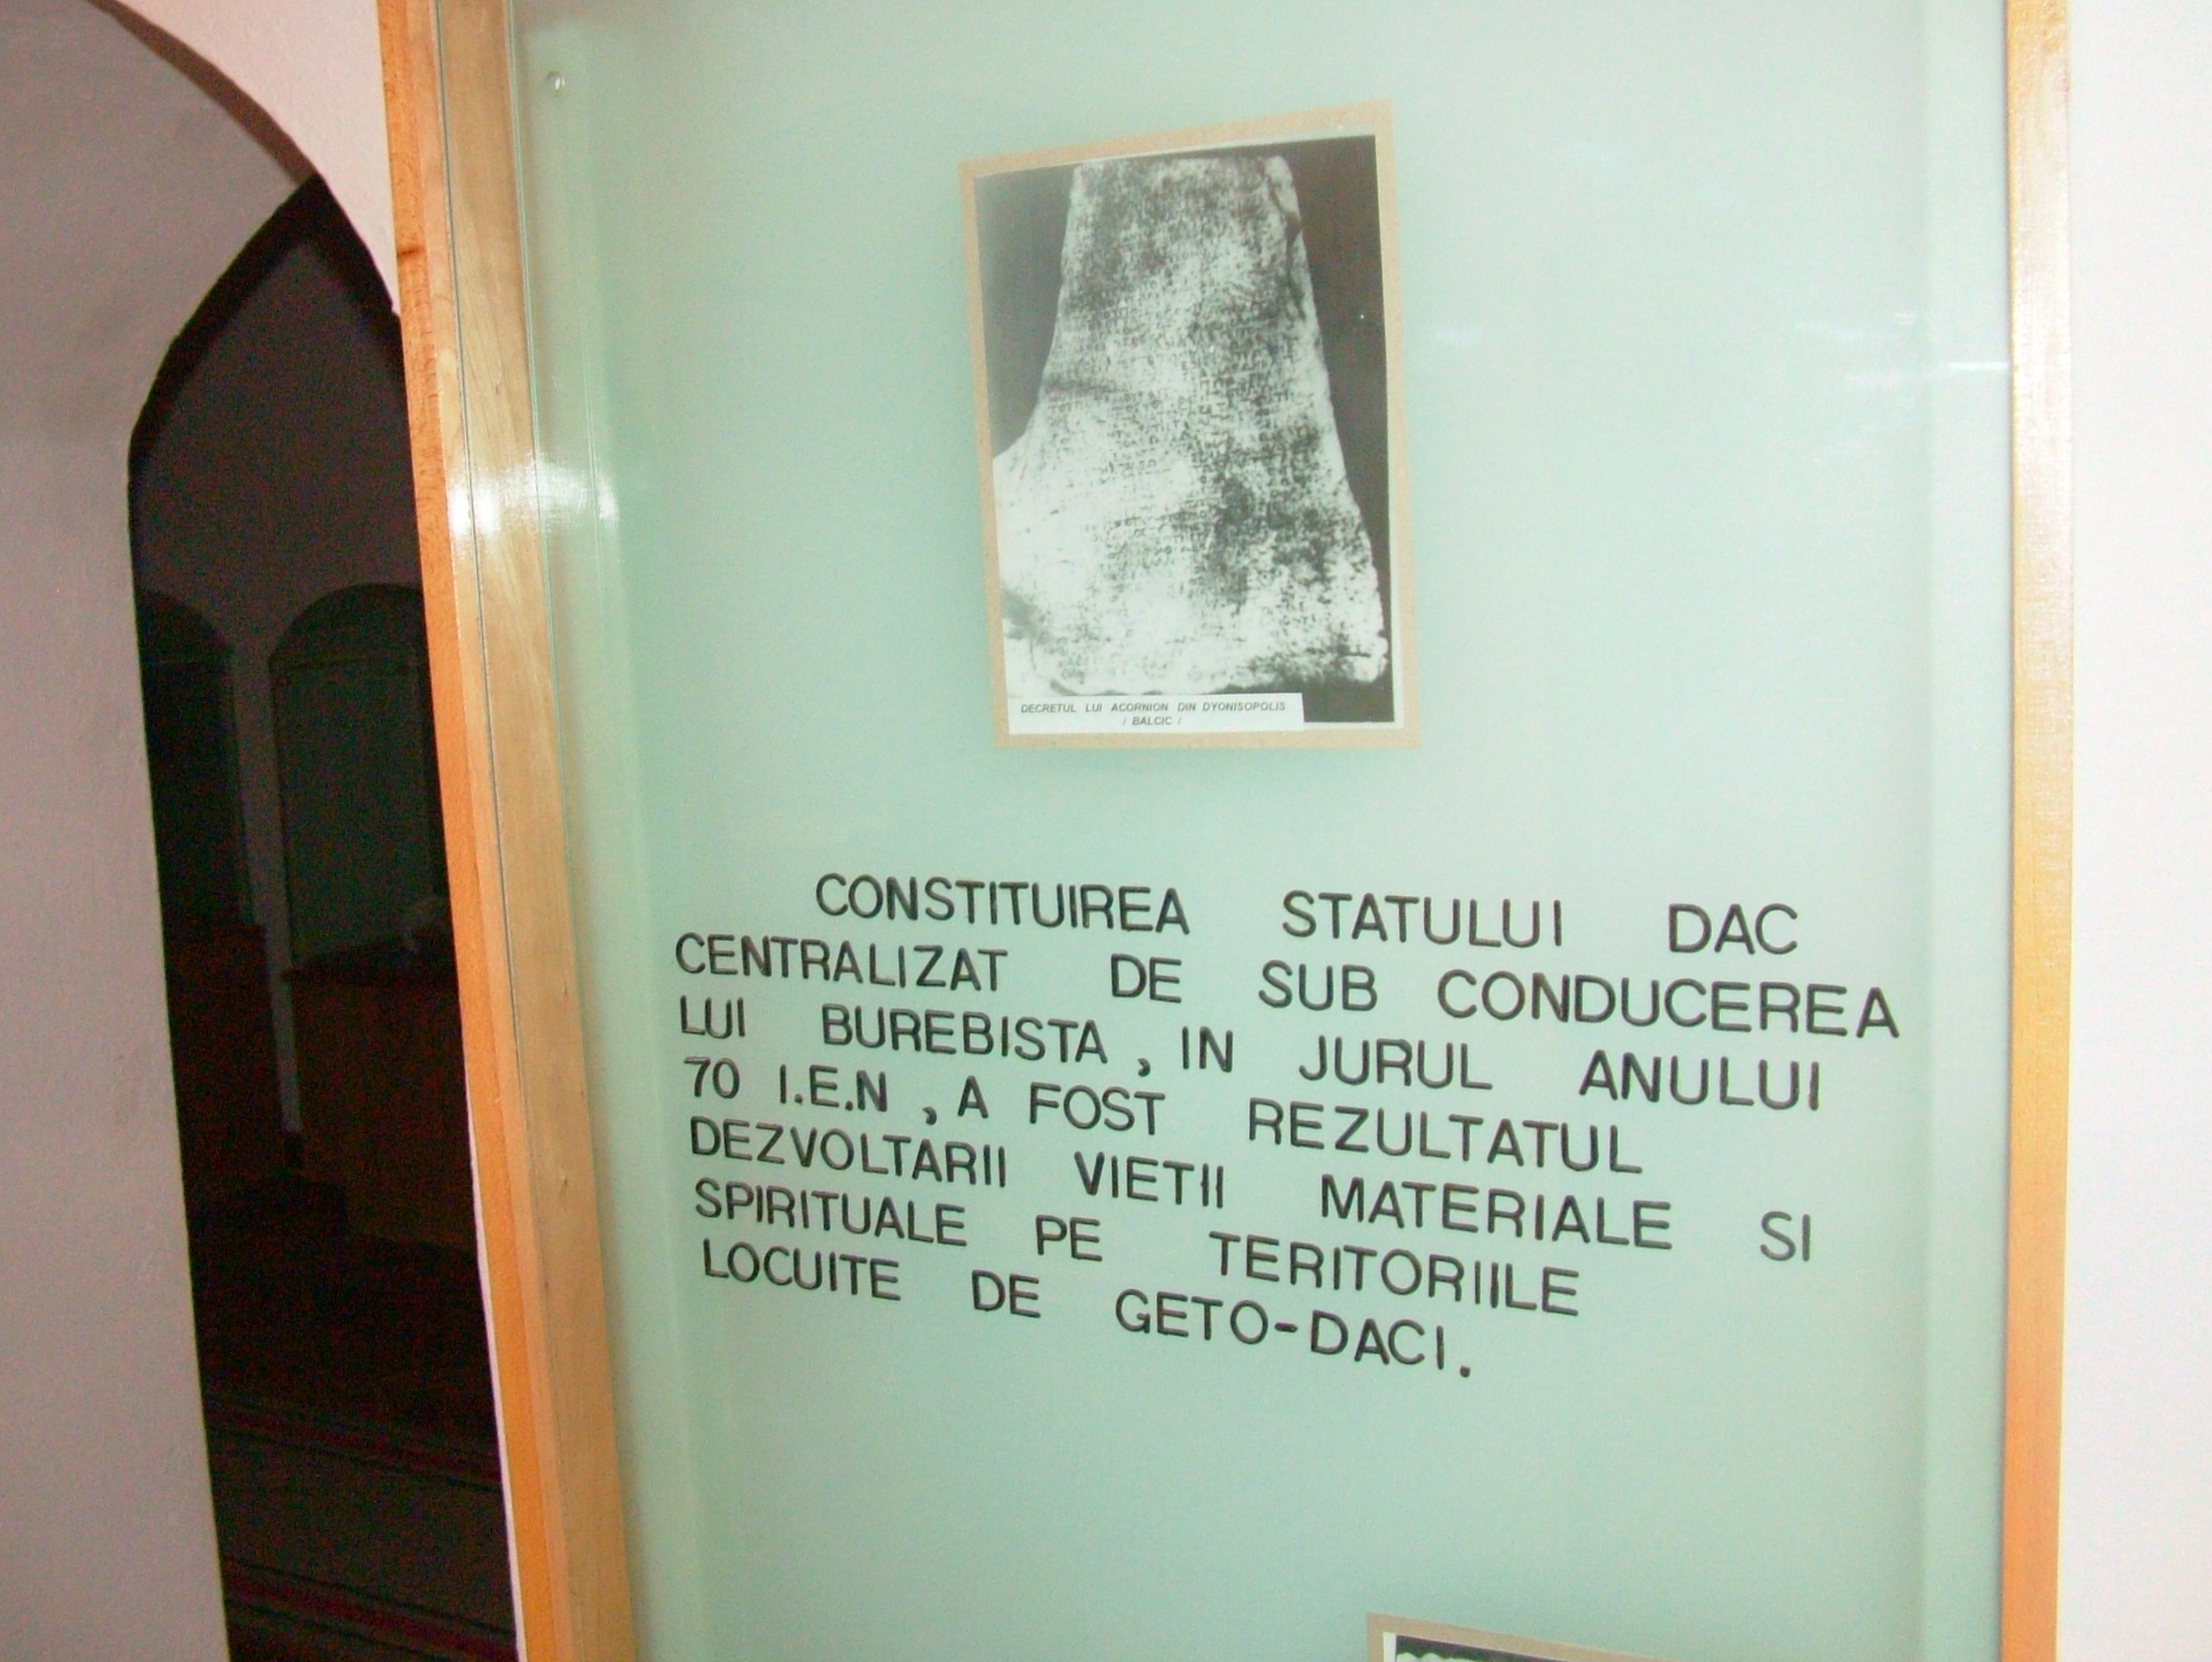 DECRETUL LUI ACORNION DIN DYONISOPOLIS
/ BALCIC /
CONSTITUIREA STATULUI DAC
CENTRALIZAT DE SUB CONDUCEREA
LUI BUREBISTA , IN JURUL ANULUI
70 I.E.N , A FOST REZULTATUL
DEZVOLTARII VIETII MATERIALE SI
SPIRITUALE PE TERITORIILE
LOCUITE DE GETO-DACI.